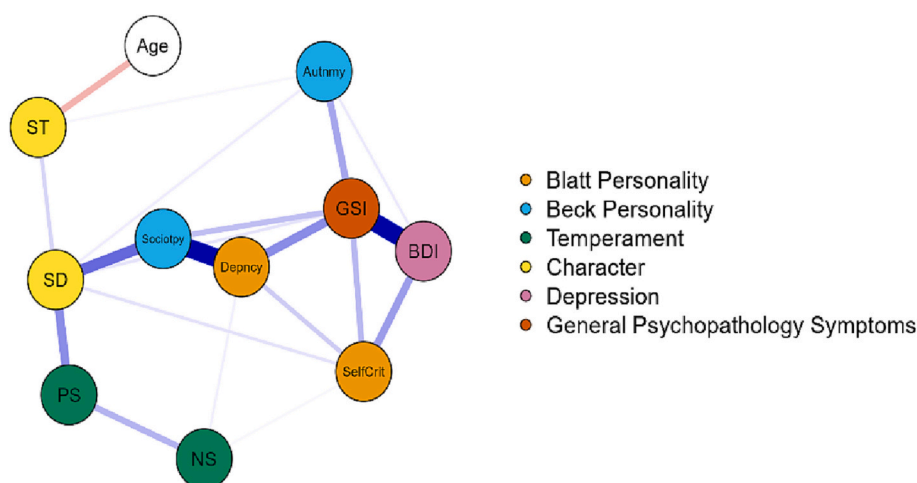 Age
Autnmy
ST
GSI
Sociotpy
BDI
Depncy
SD
SelfCrit
PS
NS
Blatt Personality
Beck Personality
Temperament
Character
Depression
General Psychopathology Symptoms